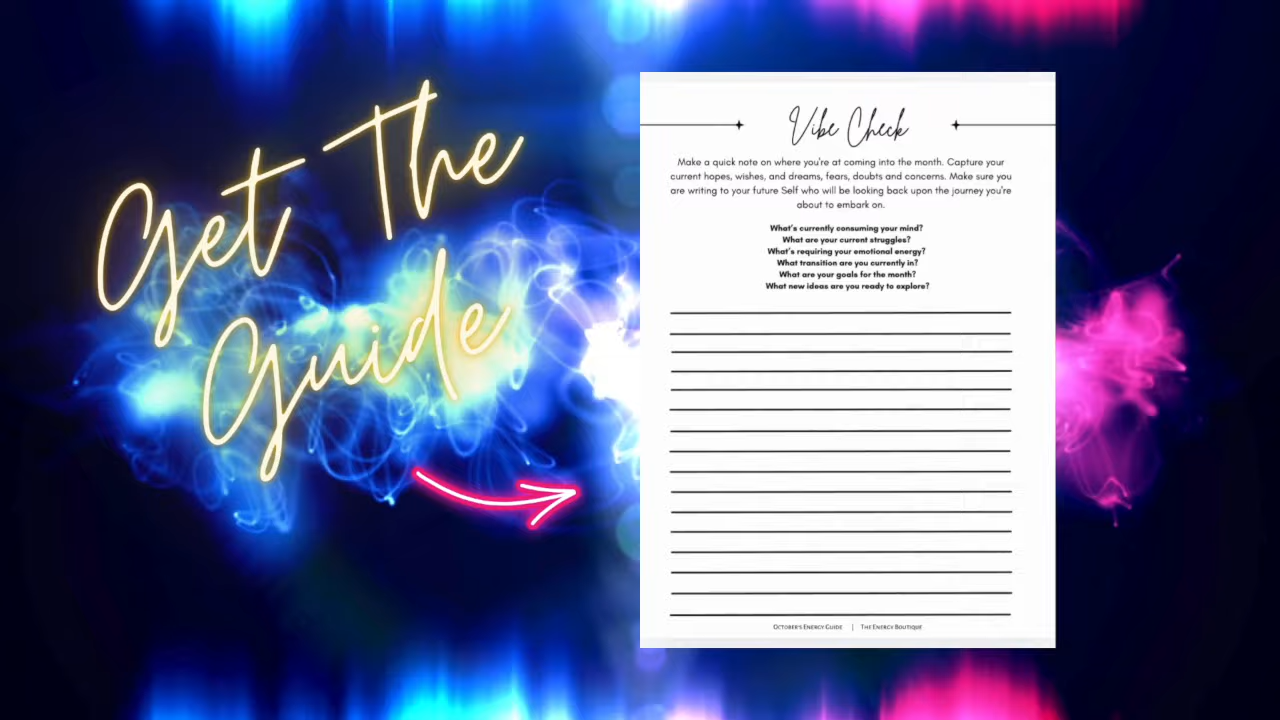 Get The
Guide
Vibe Check
Make a quick note on where you're at coming into the month. Capture your
current hopes, wishes, and dreams, fears, doubts and concerns. Make sure you
are writing to your future Self who will be looking back upon the journey you're
about to embark on.
What's currently consuming your mind?
What are your current struggles?
What's requiring your emotional energy?
What transition are you currently in?
What are your goals for the month?
What new ideas are you ready to explore?
October's Energy Guide | The Energy Boutique